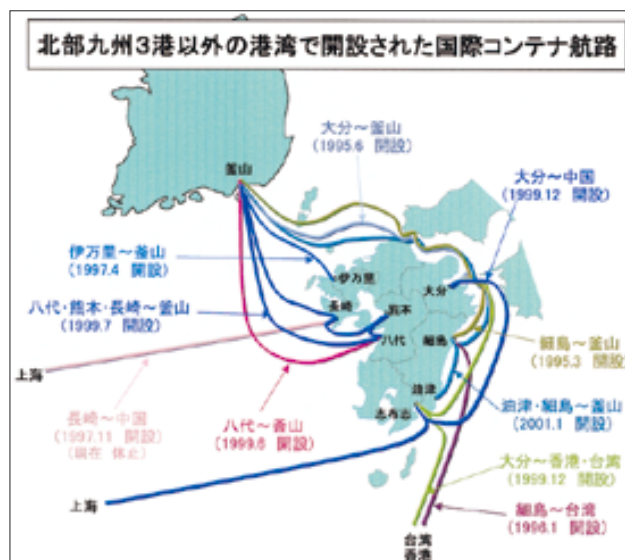 北部九州3港以外の港湾で開設された国際コンテナ航路
大分～釜山
(1995.6 開設)
釜山
大分～中国
(1999.12 開設)
伊万里～釜山
(1997.4 開設)
伊万里
大分
長崎
熊本
八代・熊本・長崎～釜山
(1999.7 開設)
八代
細島
細島～釜山
(1995.3 開設)
上海
油津
長崎～中国
(1997.11 開設)
(現在 休止)
八代～釜山
(1999.6 開設)
志布志
油津・細島～釜山
(2001.1 開設)
大分～香港・台湾
(1999.12 開設)
上海
細島～台湾
(1998.1 開設)
台湾
香港